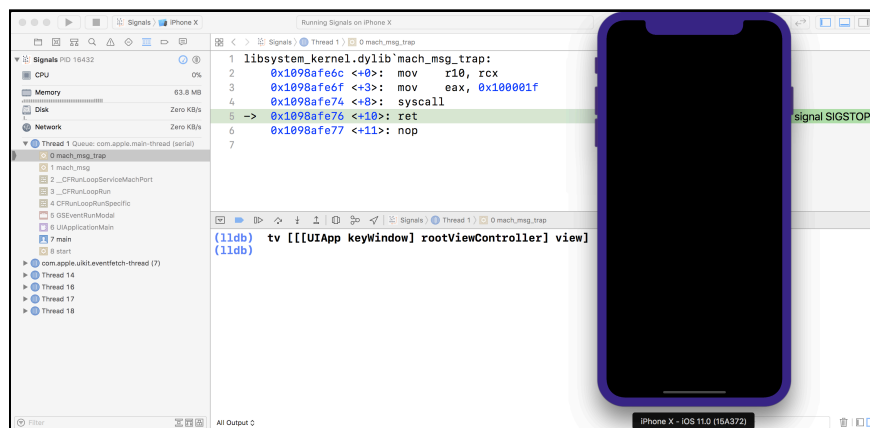 Signals 〉 iPhone X
Running Signals on iPhone X
Signals 〉 Thread 1 〉 0 mach_msg_trap
Signals PID 16432
CPU 0%
Memory 63.8 MB
Disk Zero KB/s
Network Zero KB/s
Thread 1 Queue: com.apple.main-thread (serial)
0 mach_msg_trap
1 mach_msg
2 __CFRunLoopServiceMachPort
3 __CFRunLoopRun
4 CFRunLoopRunSpecific
5 GSEventRunModal
6 UIApplicationMain
7 main
8 start
com.apple.uikit.eventfetch-thread (7)
Thread 14
Thread 16
Thread 17
Thread 18
Filter
1 libsystem_kernel.dylib`mach_msg_trap:
2 0x1098afe6c <+0>: mov r10, rcx
3 0x1098afe6f <+3>: mov eax, 0x100001f
4 0x1098afe74 <+8>: syscall
5 -> 0x1098afe76 <+10>: ret signal SIGSTOP
6 0x1098afe77 <+11>: nop
7
Signals 〉 Thread 1 〉 0 mach_msg_trap
(lldb) tv [[[UIApp keyWindow] rootViewController] view]
(lldb)
All Output
iPhone X - iOS 11.0 (15A372)